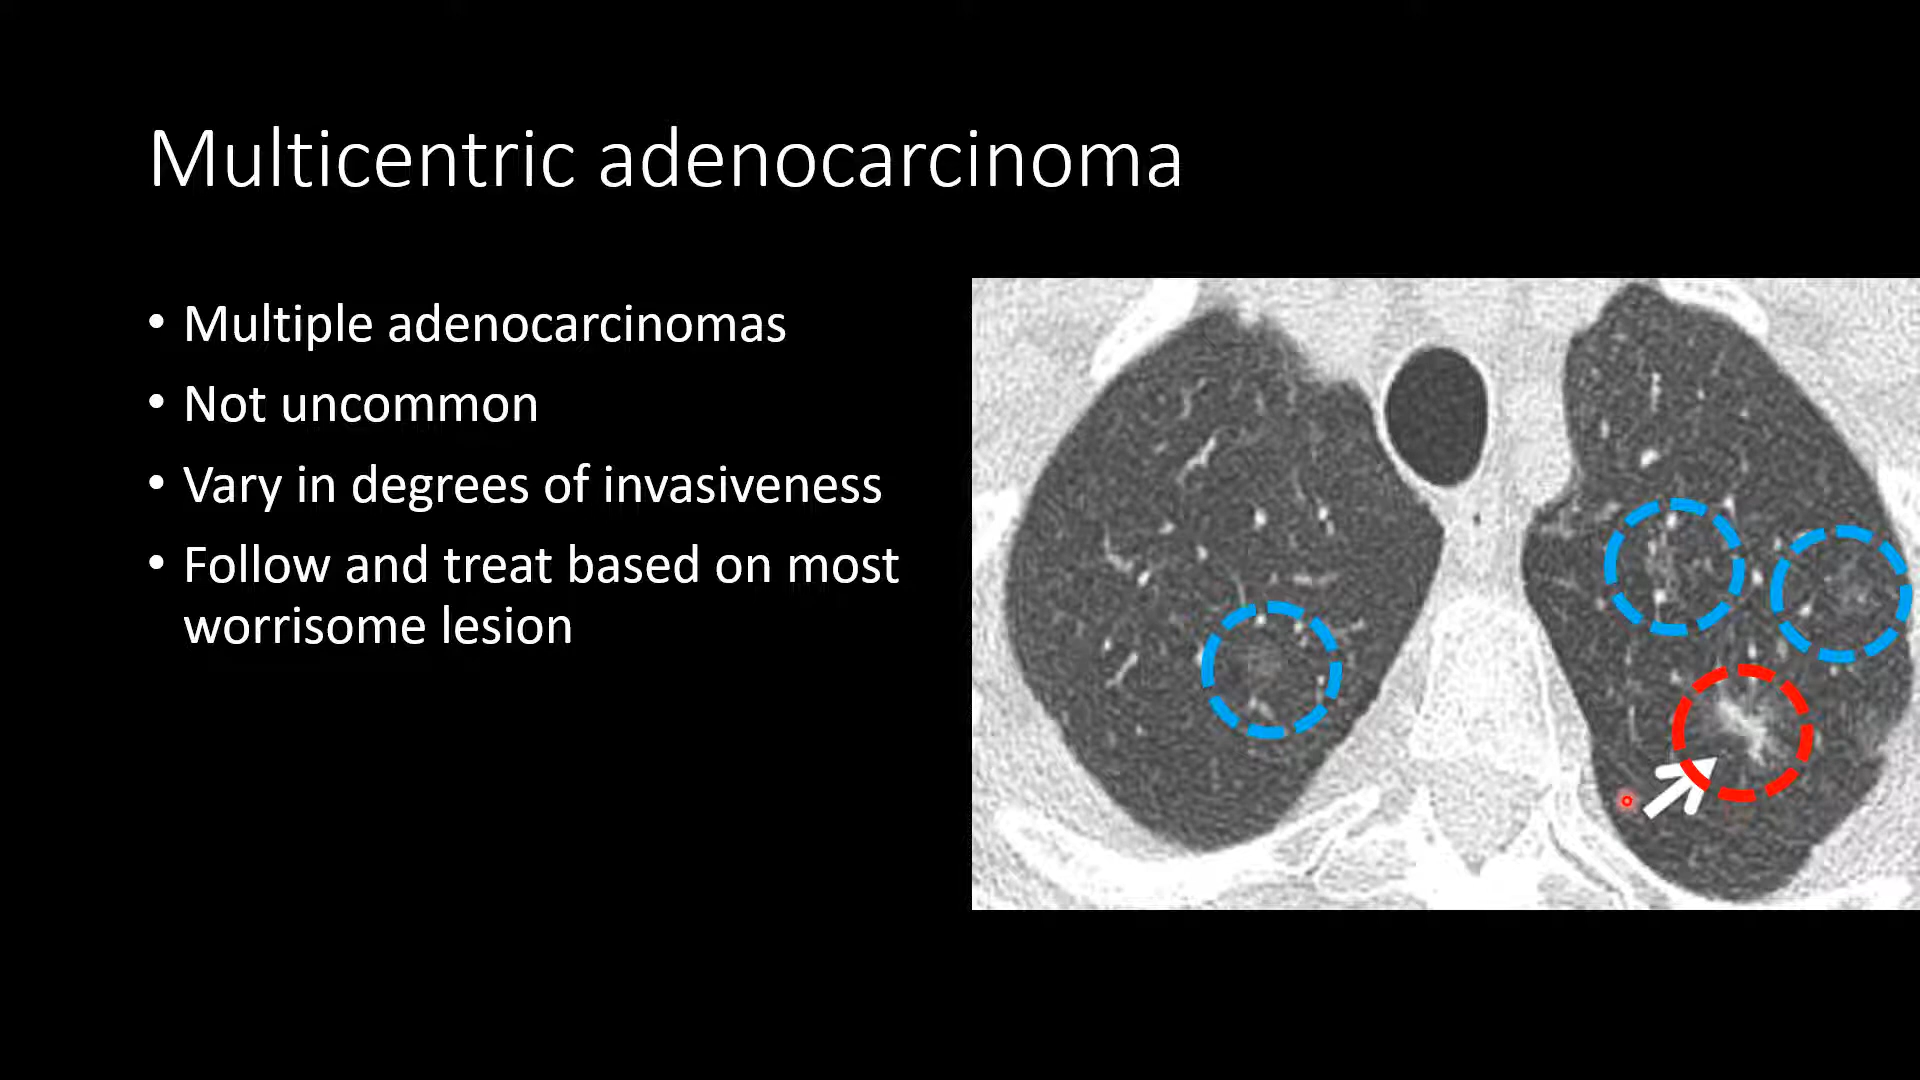 Multicentric adenocarcinoma
• Multiple adenocarcinomas
• Not uncommon
• Vary in degrees of invasiveness
• Follow and treat based on most
worrisome lesion